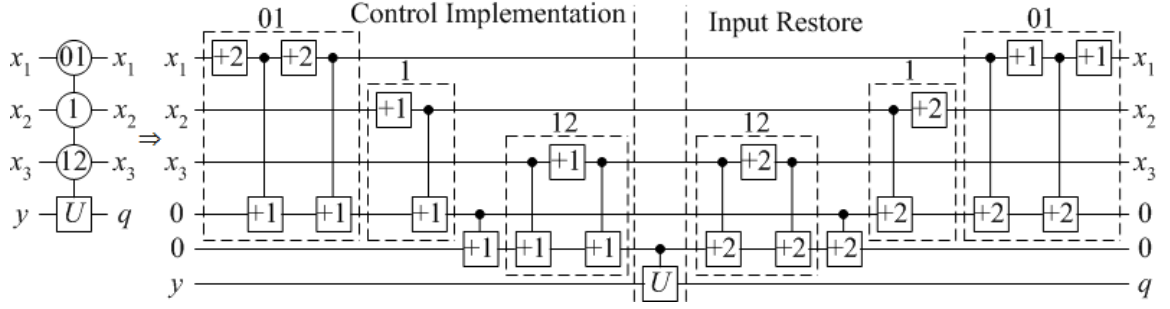 Control Implementation Input Restore
01 01
x1 01 x1 x1 +2 +2 +1 +1 x1
1 1
x2 1 x2 x2 +1 +2 x2
⇒
12 12
x3 12 x3 x3 +1 +2 x3
y U q 0 +1 +1 +1 +2 +2 +2 0
0 +1 +1 +1 +2 +2 +2 0
y U q